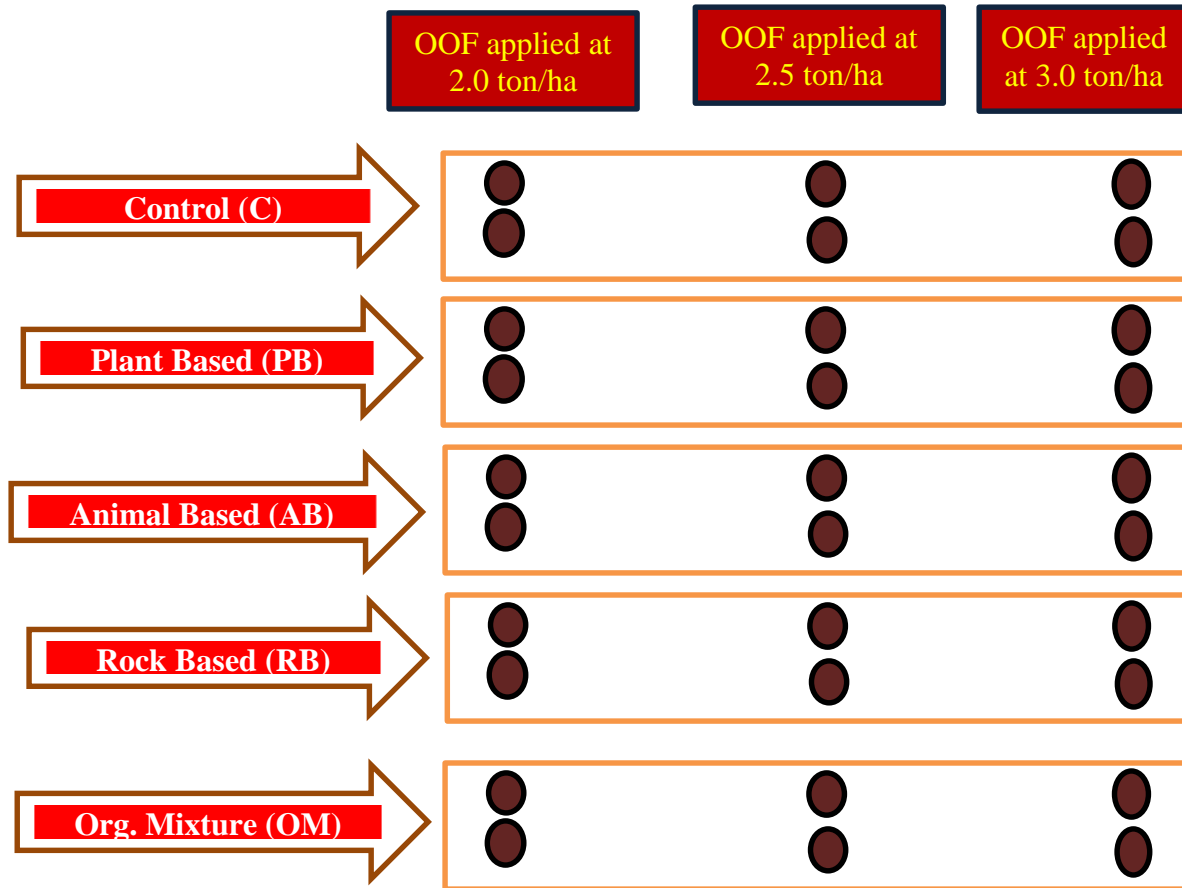 OOF applied at
2.0 ton/ha
OOF applied at
2.5 ton/ha
OOF applied
at 3.0 ton/ha
Control (C)
Plant Based (PB)
Animal Based (AB)
Rock Based (RB)
Org. Mixture (OM)